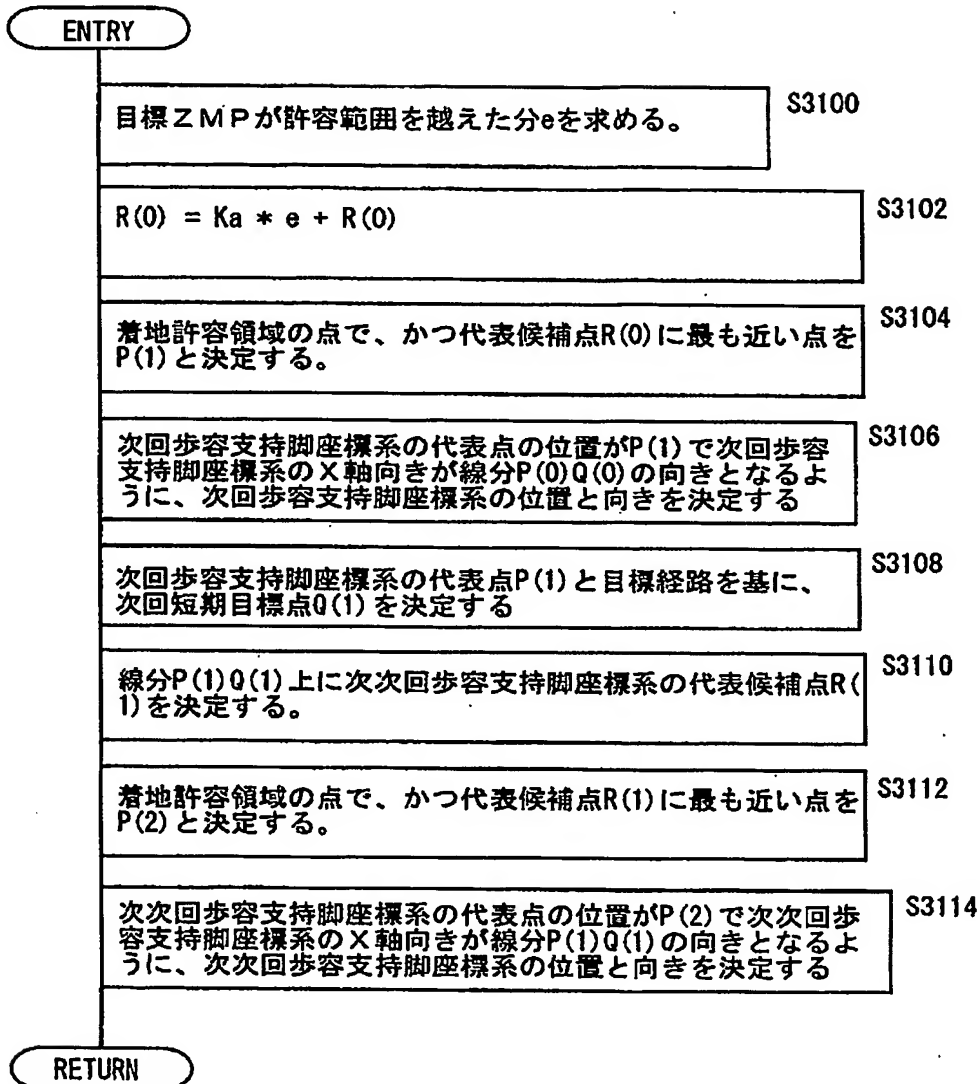 ENTRY
目標ＺＭＰが許容範囲を越えた分eを求める。
S3100
R(0) = Ka * e + R(0)
S3102
着地許容領域の点で、かつ代表候補点R(0)に最も近い点を
P(1)と決定する。
S3104
次回歩容支持脚座標系の代表点の位置がP(1)で次回歩容
支持脚座標系のX軸向きが線分P(0)Q(0)の向きとなるよ
うに、次回歩容支持脚座標系の位置と向きを決定する
S3106
次回歩容支持脚座標系の代表点P(1)と目標経路を基に、
次回短期目標点Q(1)を決定する
S3108
線分P(1)Q(1)上に次次回歩容支持脚座標系の代表候補点R(
1)を決定する。
S3110
着地許容領域の点で、かつ代表候補点R(1)に最も近い点を
P(2)と決定する。
S3112
次次回歩容支持脚座標系の代表点の位置がP(2)で次次回歩
容支持脚座標系のX軸向きが線分P(1)Q(1)の向きとなるよ
うに、次次回歩容支持脚座標系の位置と向きを決定する
S3114
RETURN